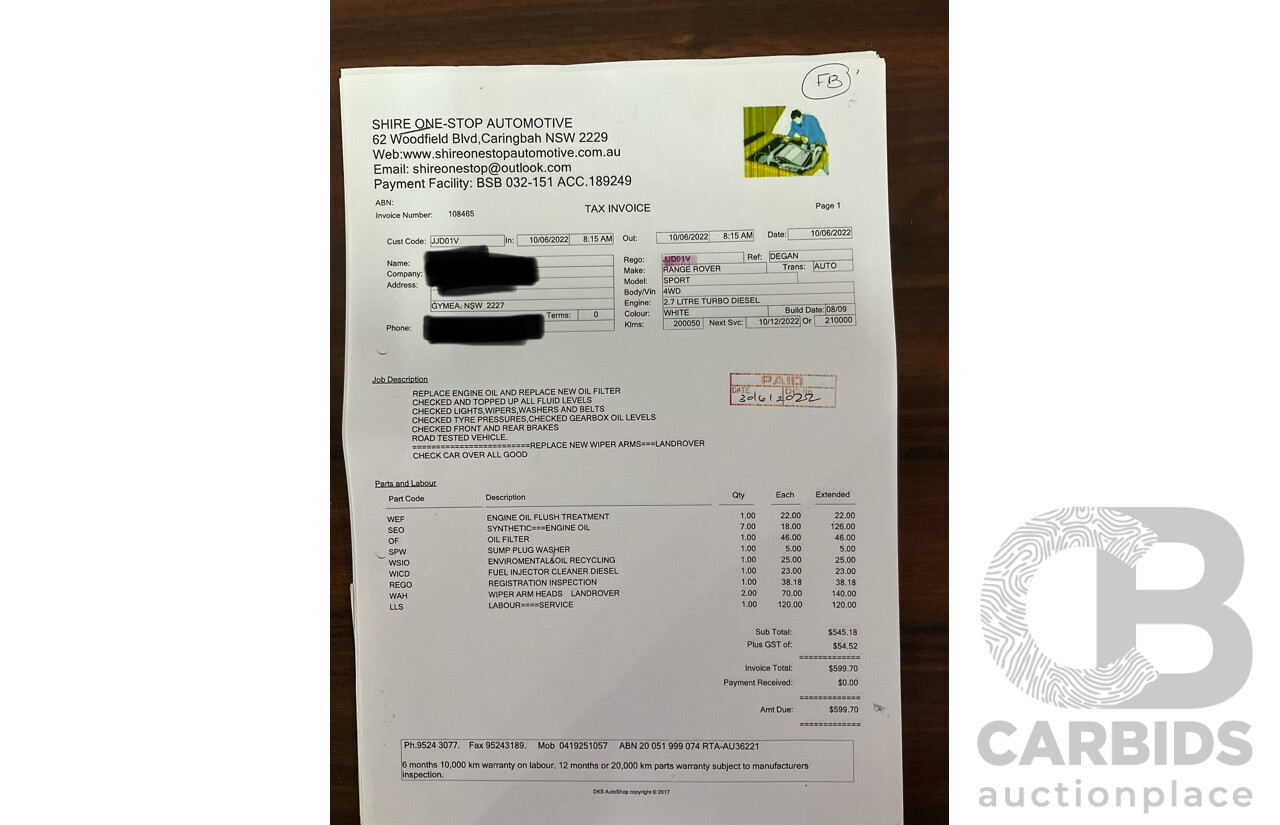 FB
SHIRE ONE-STOP AUTOMOTIVE
62 Woodfield Blvd,Caringbah NSW 2229
Web:www.shireonestopautomotive.com.au
Email: shireonestop@outlook.com
Payment Facility: BSB 032-151 ACC.189249
ABN:
TAX INVOICE
Page 1
Invoice Number: 108465
Cust Code: JJD01V In: 10/06/2022 8:15 AM Out: 10/06/2022 8:15 AM Date: 10/06/2022
Name:
Company:
Address:
GYMEA. NSW 2227
Terms: 0
Phone:
Rego: JJD01V Ref: DEGAN
Make: RANGE ROVER Trans: AUTO
Model: SPORT
Body/Vin 4WD
Engine: 2.7 LITRE TURBO DIESEL
Colour: WHITE Build Date: 08/09
Klms: 200050 Next Svc: 10/12/2022 Or 210000
Job Description
REPLACE ENGINE OIL AND REPLACE NEW OIL FILTER
CHECKED AND TOPPED UP ALL FLUID LEVELS
CHECKED LIGHTS,WIPERS,WASHERS AND BELTS
CHECKED TYRE PRESSURES,CHECKED GEARBOX OIL LEVELS
CHECKED FRONT AND REAR BRAKES
ROAD TESTED VEHICLE.
=========================REPLACE NEW WIPER ARMS===LANDROVER
CHECK CAR OVER ALL GOOD
PAID
DATE
30/6/2022
Parts and Labour
Part Code Description Qty Each Extended
WEF ENGINE OIL FLUSH TREATMENT 1.00 22.00 22.00
SEO SYNTHETIC===ENGINE OIL 7.00 18.00 126.00
OF OIL FILTER 1.00 46.00 46.00
SPW SUMP PLUG WASHER 1.00 5.00 5.00
WSIO ENVIROMENTAL&OIL RECYCLING 1.00 25.00 25.00
WICD FUEL INJECTOR CLEANER DIESEL 1.00 23.00 23.00
REGO REGISTRATION INSPECTION 1.00 38.18 38.18
WAH WIPER ARM HEADS LANDROVER 2.00 70.00 140.00
LLS LABOUR====SERVICE 1.00 120.00 120.00
Sub Total: $545.18
Plus GST of: $54.52
=============
Invoice Total: $599.70
Payment Received: $0.00
=============
Amt Due: $599.70
=============
Ph.9524 3077. Fax 95243189. Mob 0419251057 ABN 20 051 999 074 RTA-AU36221
6 months 10,000 km warranty on labour. 12 months or 20,000 km parts warranty subject to manufacturers
inspection.
DKS AutoShop copyright © 2017
CB
CARBIDS
auctionplace